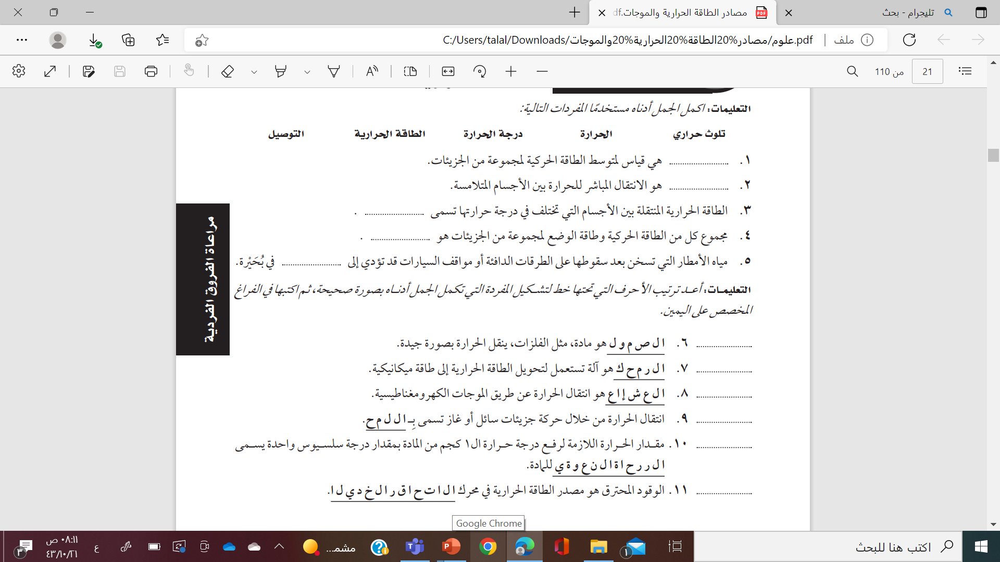 تليجرام - بحث
مصادر الطاقة الحرارية والموجات.df
ملف
C:/Users/talal/Downloads/علوم/مصادر%20الطاقة%20الحرارية%20والموجات.pdf
21 من 110
التعليمات: اكمل الجمل أدناه مستخدمًا المفردات التالية:
تلوث حراري الحرارة درجة الحرارة الطاقة الحرارية التوصيل
١. .......... هي قياس لمتوسط الطاقة الحركية لمجموعة من الجزيئات.
٢. .......... هو الانتقال المباشر للحرارة بين الأجسام المتلامسة.
٣. الطاقة الحرارية المنتقلة بين الأجسام التي تختلف في درجة حرارتها تسمى .......... .
٤. مجموع كل من الطاقة الحركية وطاقة الوضع لمجموعة من الجزيئات هو .......... .
٥. مياه الأمطار التي تسخن بعد سقوطها على الطرقات الدافئة أو مواقف السيارات قد تؤدي إلى .......... في بُحَيْرة.
مراعاة الفروق الفردية
التعليمات: أعد ترتيب الأحرف التي تحتها خط لتشكيل المفردة التي تكمل الجمل أدناه بصورة صحيحة، ثم اكتبها في الفراغ
المخصص على اليمين.
.......... ٦. ا ل ص م و ل هو مادة، مثل الفلزات، ينقل الحرارة بصورة جيدة.
.......... ٧. ا ل ر م ح ك هو آلة تستعمل لتحويل الطاقة الحرارية إلى طاقة ميكانيكية.
.......... ٨. ا ل ع ش إ ا ع هو انتقال الحرارة عن طريق الموجات الكهرومغناطيسية.
.......... ٩. انتقال الحرارة من خلال حركة جزيئات سائل أو غاز تسمى بِـ ا ل ل م ح.
.......... ١٠. مقدار الحرارة اللازمة لرفع درجة حرارة ال١ كجم من المادة بمقدار درجة سلسيوس واحدة يسمى
ا ل ر ر ح ا ة ا ل ن ع و ة ي للمادة.
.......... ١١. الوقود المحترق هو مصدر الطاقة الحرارية في محرك ا ل ا ت ح ا ق ر ا ل خ د ي ل ا.
Google Chrome
اكتب هنا للبحث
١
مشمـ...
ع
٠٨:١١ ص
٤٣/١٠/٢١
٣